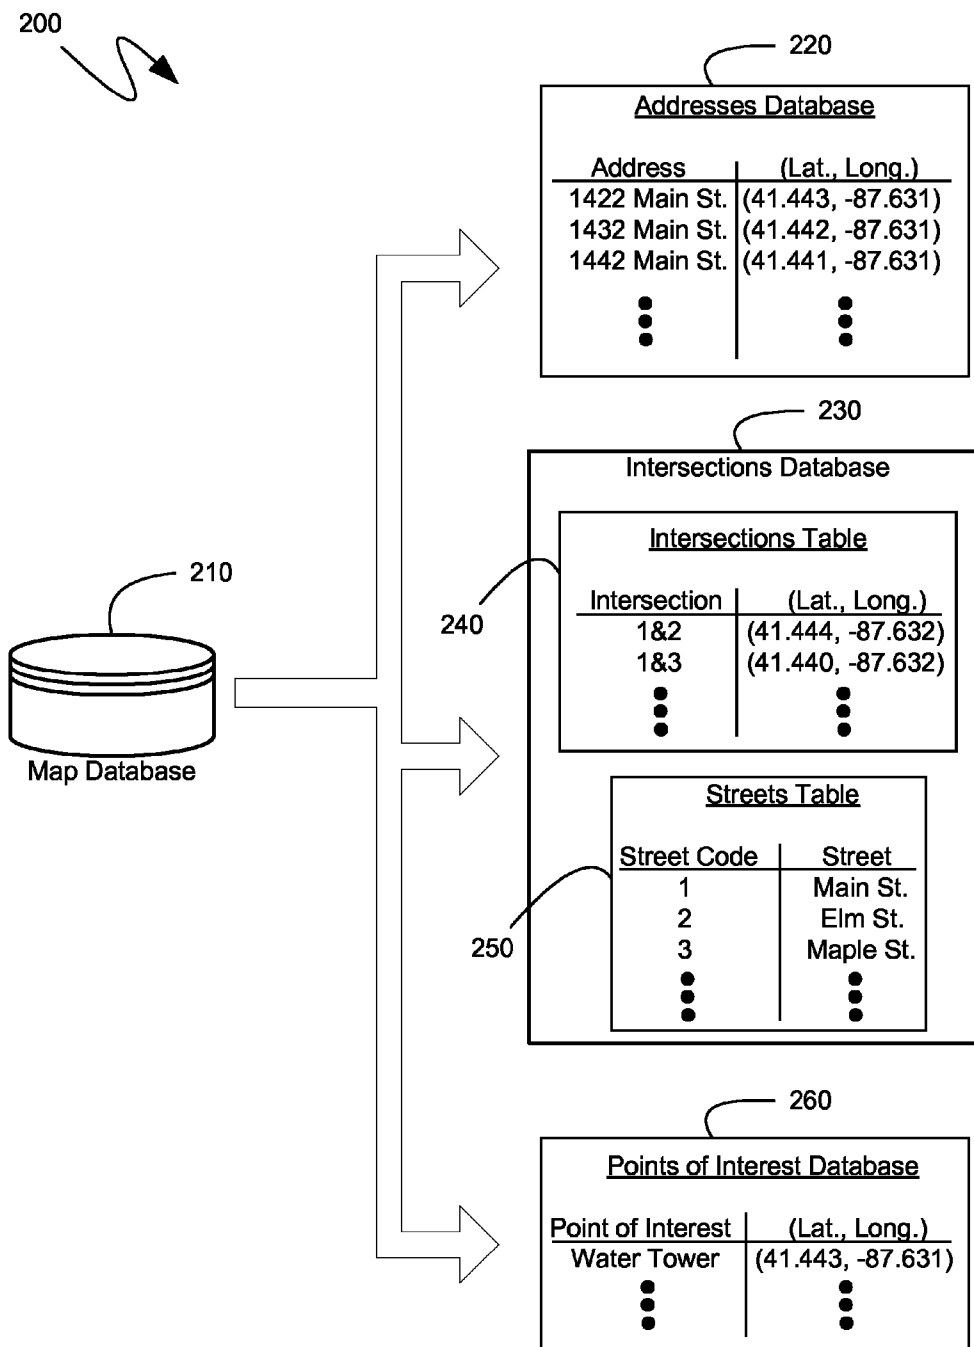 200
220
Addresses Database
Address (Lat., Long.)
1422 Main St. (41.443, -87.631)
1432 Main St. (41.442, -87.631)
1442 Main St. (41.441, -87.631)
230
Intersections Database
Intersections Table
240
Intersection (Lat., Long.)
1&2 (41.444, -87.632)
1&3 (41.440, -87.632)
210
Map Database
Streets Table
250
Street Code Street
1 Main St.
2 Elm St.
3 Maple St.
260
Points of Interest Database
Point of Interest (Lat., Long.)
Water Tower (41.443, -87.631)